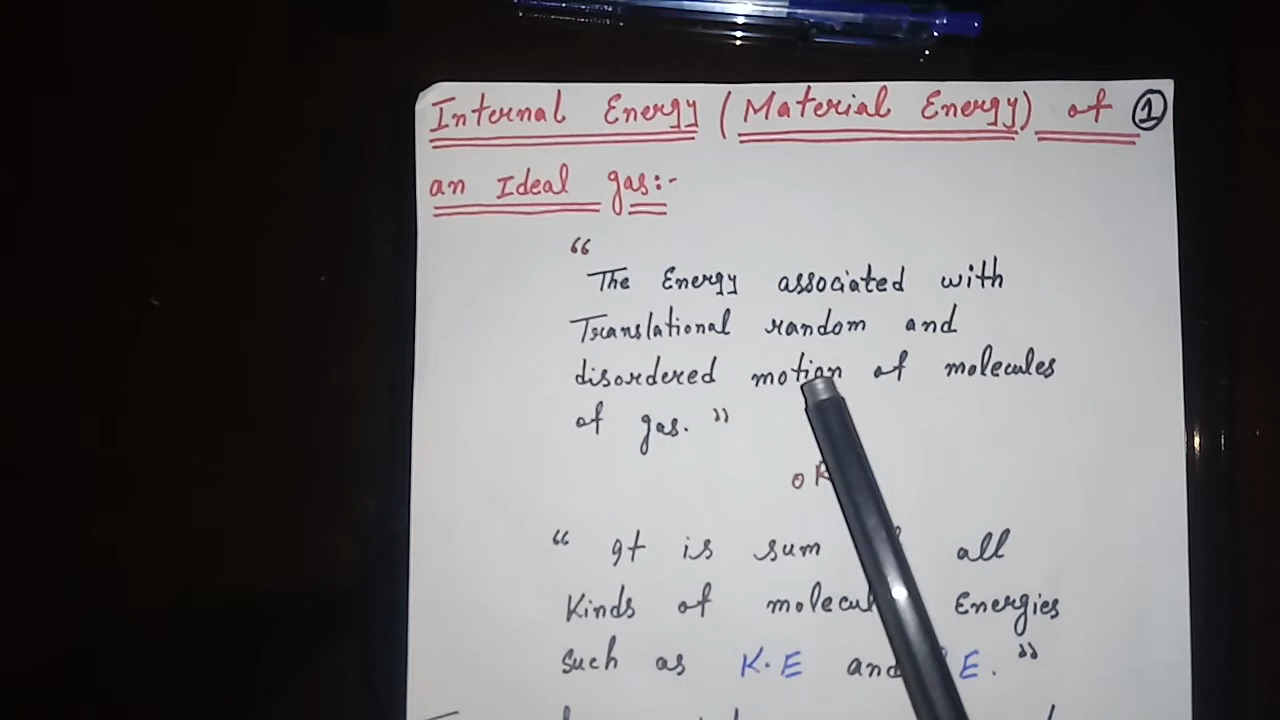 Internal Energy (Material Energy) of ①
an Ideal gas:-
“
The Energy associated with
Translational random and
disordered motion of molecules
of gas. ”
OR
“ It is sum all
Kinds of Energies
such as K.E and E. ”